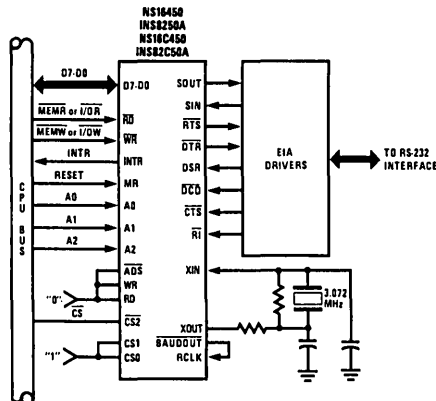 NS16450
INS8250A
NS16C450
INS82C50A
D7-D0
D7-D0
MEMR or I/OR
RD
MEMW or I/OW
WR
INTR
INTR
RESET
MR
A0
A0
A1
A1
A2
A2
ADS
WR
RD
"0"
CS
CS2
"1"
CS1
CS0
CPU BUS
SOUT
SIN
RTS
DTR
DSR
DCD
CTS
RI
XIN
XOUT
BAUDOUT
RCLK
EIA
DRIVERS
TO RS-232
INTERFACE
3.072
MHz